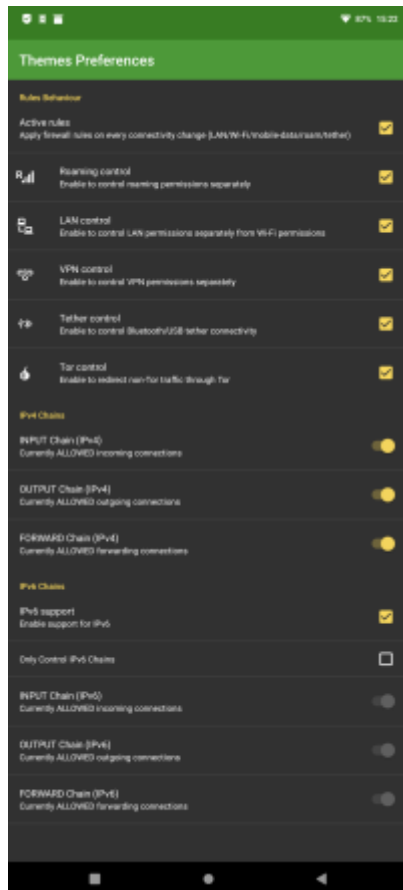 87% 15:23
Themes Preferences
Rules Behaviour
Active rules
Apply firewall rules on every connectivity change (LAN/Wi-Fi/mobile-data/roam/tether)
R
Roaming control
Enable to control roaming permissions separately
LAN control
Enable to control LAN permissions separately from Wi-Fi permissions
VPN control
Enable to control VPN permissions separately
Tether control
Enable to control Bluetooth/USB tether connectivity
Tor control
Enable to redirect non-Tor traffic through Tor
IPv4 Chains
INPUT Chain (IPv4)
Currently ALLOWED incoming connections
OUTPUT Chain (IPv4)
Currently ALLOWED outgoing connections
FORWARD Chain (IPv4)
Currently ALLOWED forwarding connections
IPv6 Chains
IPv6 support
Enable support for IPv6
Only Control IPv6 Chains
INPUT Chain (IPv6)
Currently ALLOWED incoming connections
OUTPUT Chain (IPv6)
Currently ALLOWED outgoing connections
FORWARD Chain (IPv6)
Currently ALLOWED forwarding connections